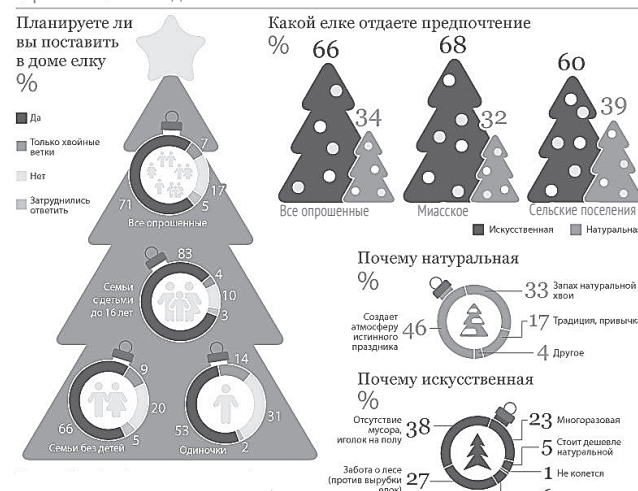 Планируете ли
вы поставить
в доме елку
%
Да
Только хвойные
ветки
Нет
Затруднились
ответить
7
17
71
5
Все опрошенные
83
4
10
3
Семьи
с детьми
до 16 лет
9
20
66
5
Семьи без детей
14
31
53
2
Одиночки
Какой елке отдаете предпочтение
%
66
34
68
32
60
39
Все опрошенные
Миасское
Сельские поселения
Искусственная
Натуральна
Почему натуральная
%
33 Запах натуральной
хвои
Создает
атмосферу
истинного
праздника
46
17 Традиция, привычка
4 Другое
Почему искусственная
%
Отсутствие
мусора,
иголок на полу
38
23 Многоразовая
5 Стоит дешевле
натуральной
1 Не колется
Забота о лесе
(против вырубки
елок)
27